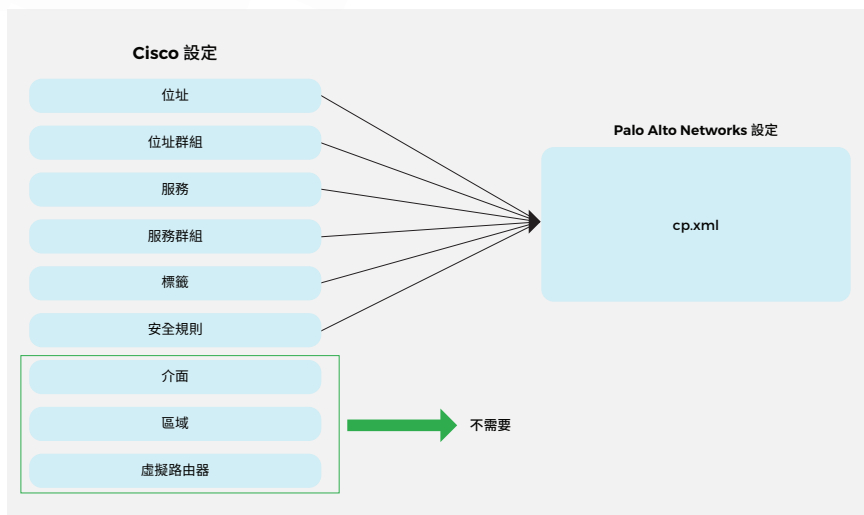 Cisco 設定
位址
位址群組
服務
服務群組
標籤
安全規則
介面
區域
虛擬路由器
不需要
Palo Alto Networks 設定
cp.xml